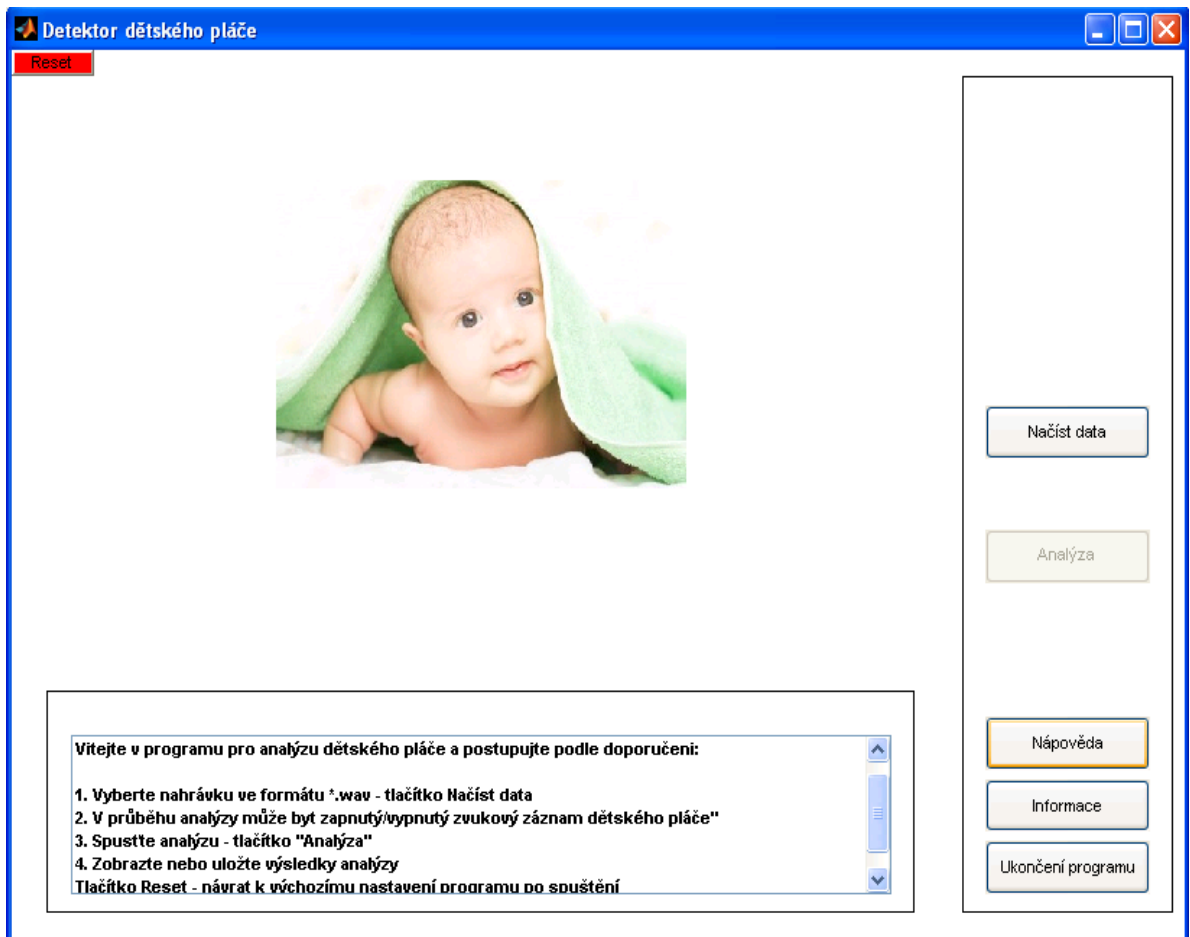 Detektor dětského pláče
Reset
Načíst data
Analýza
Vitejte v programu pro analýzu dětského pláče a postupujte podle doporučeni:
1. Vyberte nahrávku ve formátu *.wav - tlačítko Načíst data
2. V průběhu analýzy může byt zapnutý/vypnutý zvukový záznam dětského pláče"
3. Spusťte analýzu - tlačítko "Analýza"
4. Zobrazte nebo uložte výsledky analýzy
Tlačítko Reset - návrat k výchozímu nastavení programu po spuštění
Nápověda
Informace
Ukončení programu